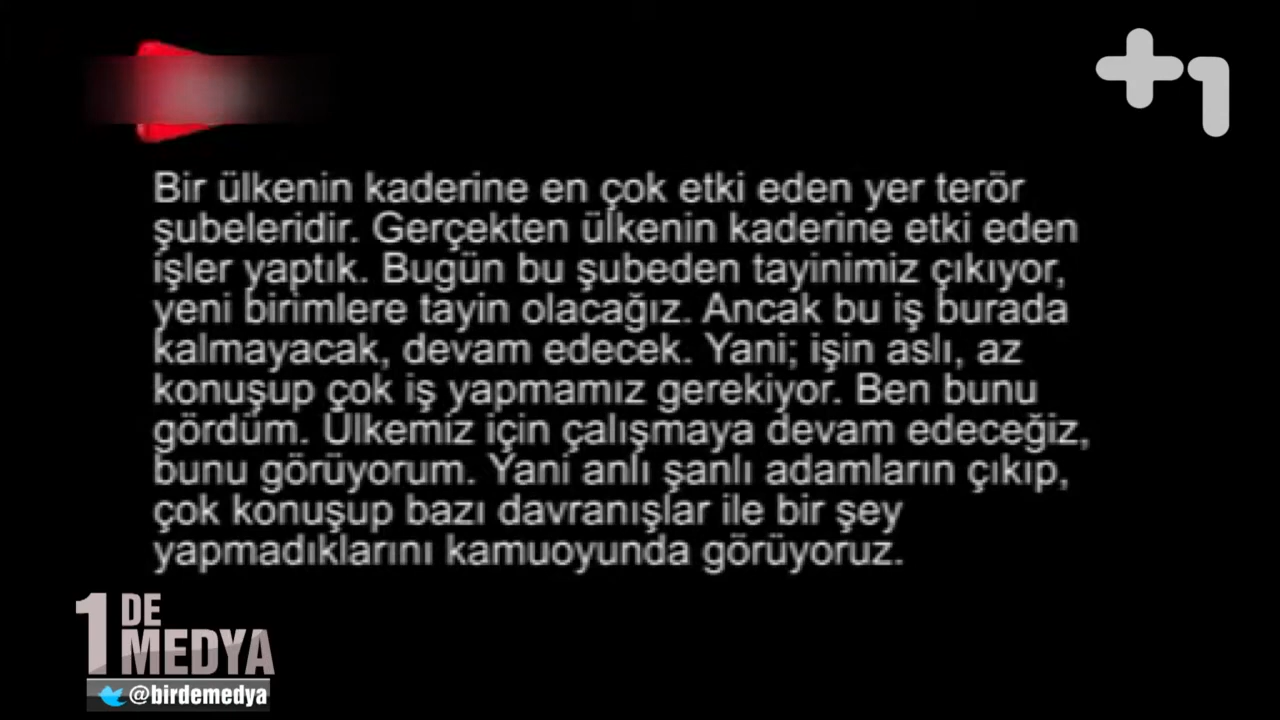 +1
Bir ülkenin kaderine en çok etki eden yer terör
şubeleridir. Gerçekten ülkenin kaderine etki eden
işler yaptık. Bugün bu şubeden tayinimiz çıkıyor,
yeni birimlere tayin olacağız. Ancak bu iş burada
kalmayacak, devam edecek. Yani; işin aslı, az
konuşup çok iş yapmamız gerekiyor. Ben bunu
gördüm. Ülkemiz için çalışmaya devam edeceğiz,
bunu görüyorum. Yani anlı şanlı adamların çıkıp,
çok konuşup bazı davranışlar ile bir şey
yapmadıklarını kamuoyunda görüyoruz.
1 DE
MEDYA
@birdemedya